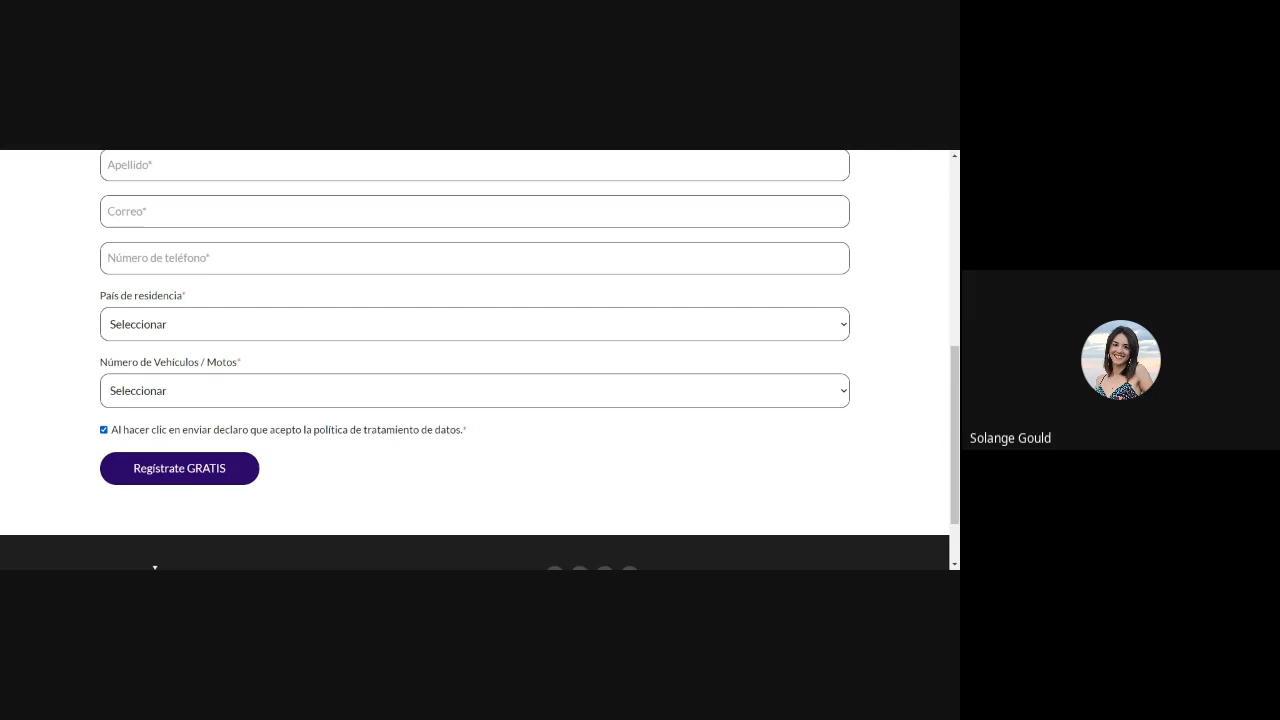 Apellido*
Correo*
Número de teléfono*
País de residencia*
Seleccionar
Número de Vehículos / Motos*
Seleccionar
Al hacer clic en enviar declaro que acepto la política de tratamiento de datos.*
Regístrate GRATIS
Solange Gould